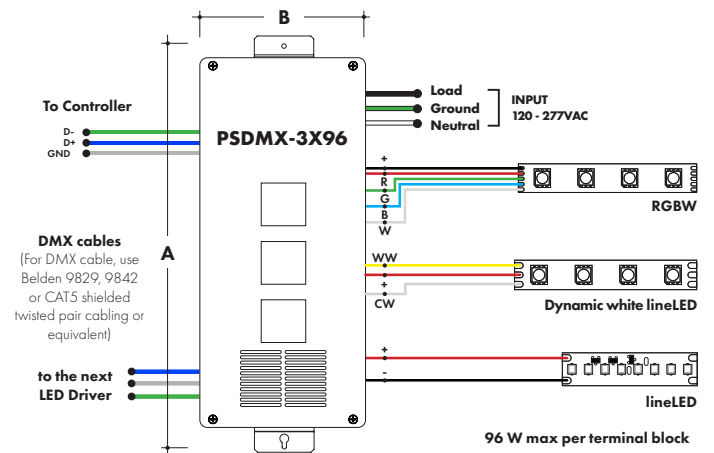 B
To Controller
D-
D+
GND
PSDMX-3X96
Load
Ground
Neutral
INPUT
120 - 277VAC
+
R
G
B
W
RGBW
DMX cables
(For DMX cable, use
Belden 9829, 9842
or CAT5 shielded
twisted pair cabling or
equivalent)
A
WW
+
CW
Dynamic white lineLED
to the next
LED Driver
+
-
lineLED
96 W max per terminal block